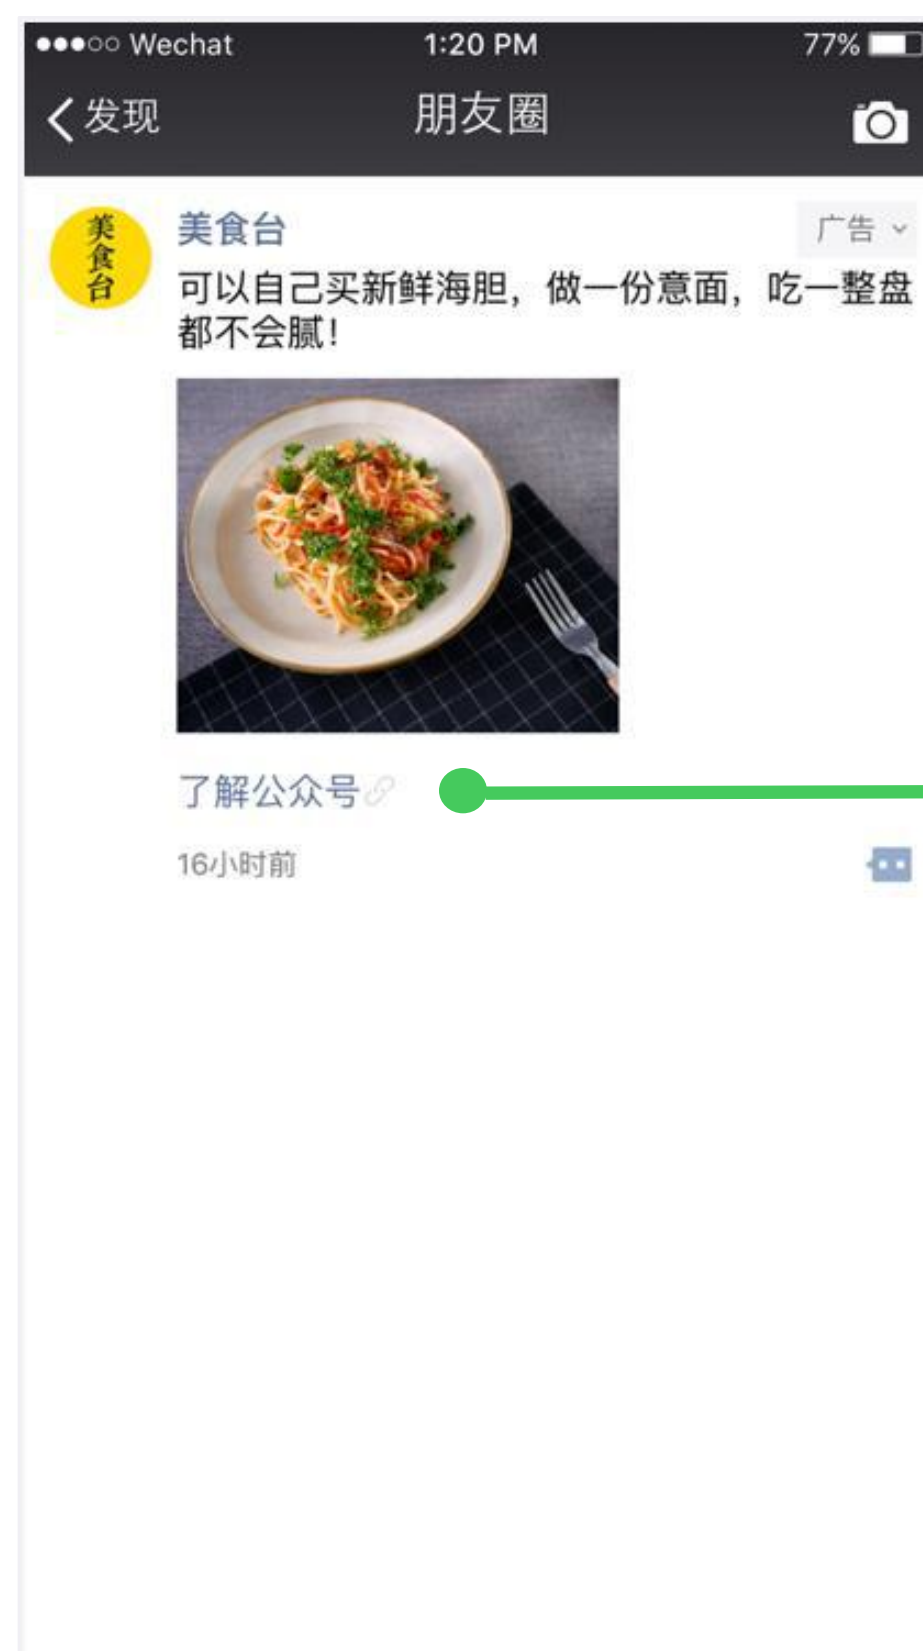 Wechat 1:20 PM 77%
发现 朋友圈
美食台
美食台 广告
可以自己买新鲜海胆，做一份意面，吃一整盘
都不会腻！
了解公众号
16小时前